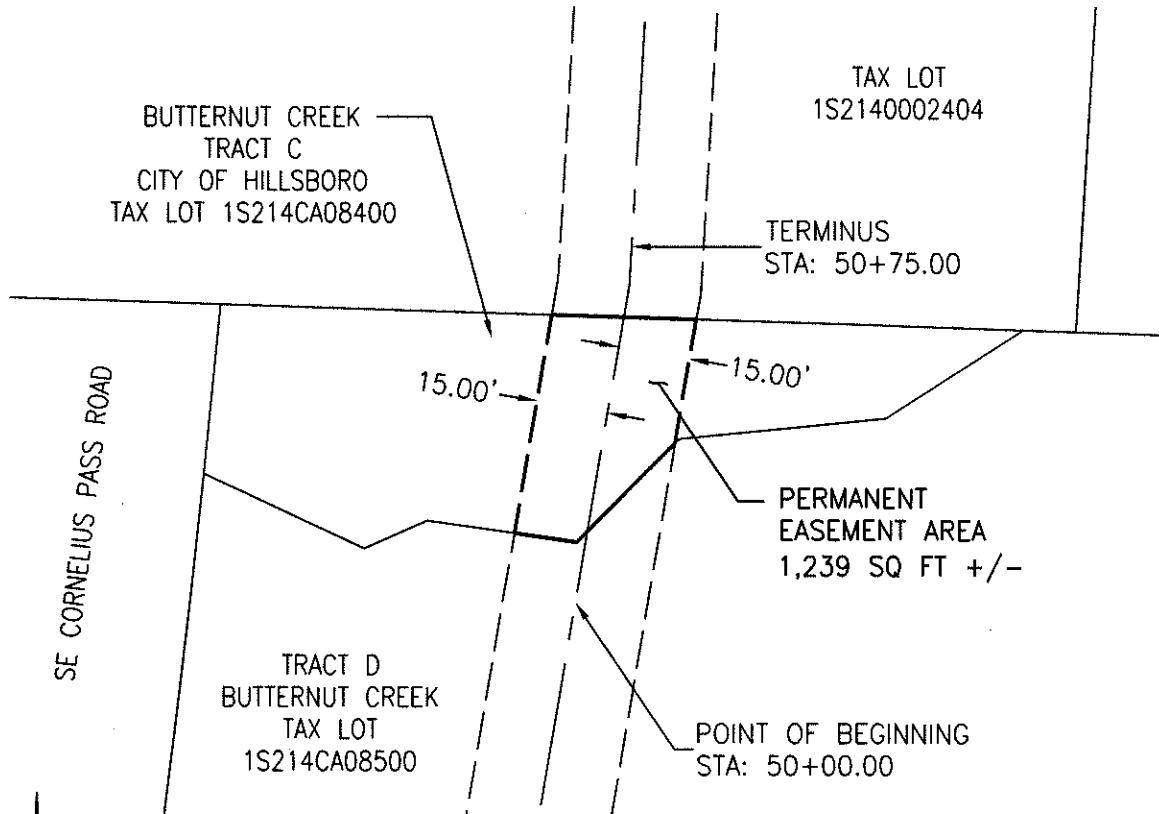 TAX LOT
1S2140002404
BUTTERNUT CREEK
TRACT C
CITY OF HILLSBORO
TAX LOT 1S214CA08400
TERMINUS
STA: 50+75.00
15.00'
15.00'
SE CORNELIUS PASS ROAD
PERMANENT
EASEMENT AREA
1,239 SQ FT +/-
TRACT D
BUTTERNUT CREEK
TAX LOT
1S214CA08500
POINT OF BEGINNING
STA: 50+00.00